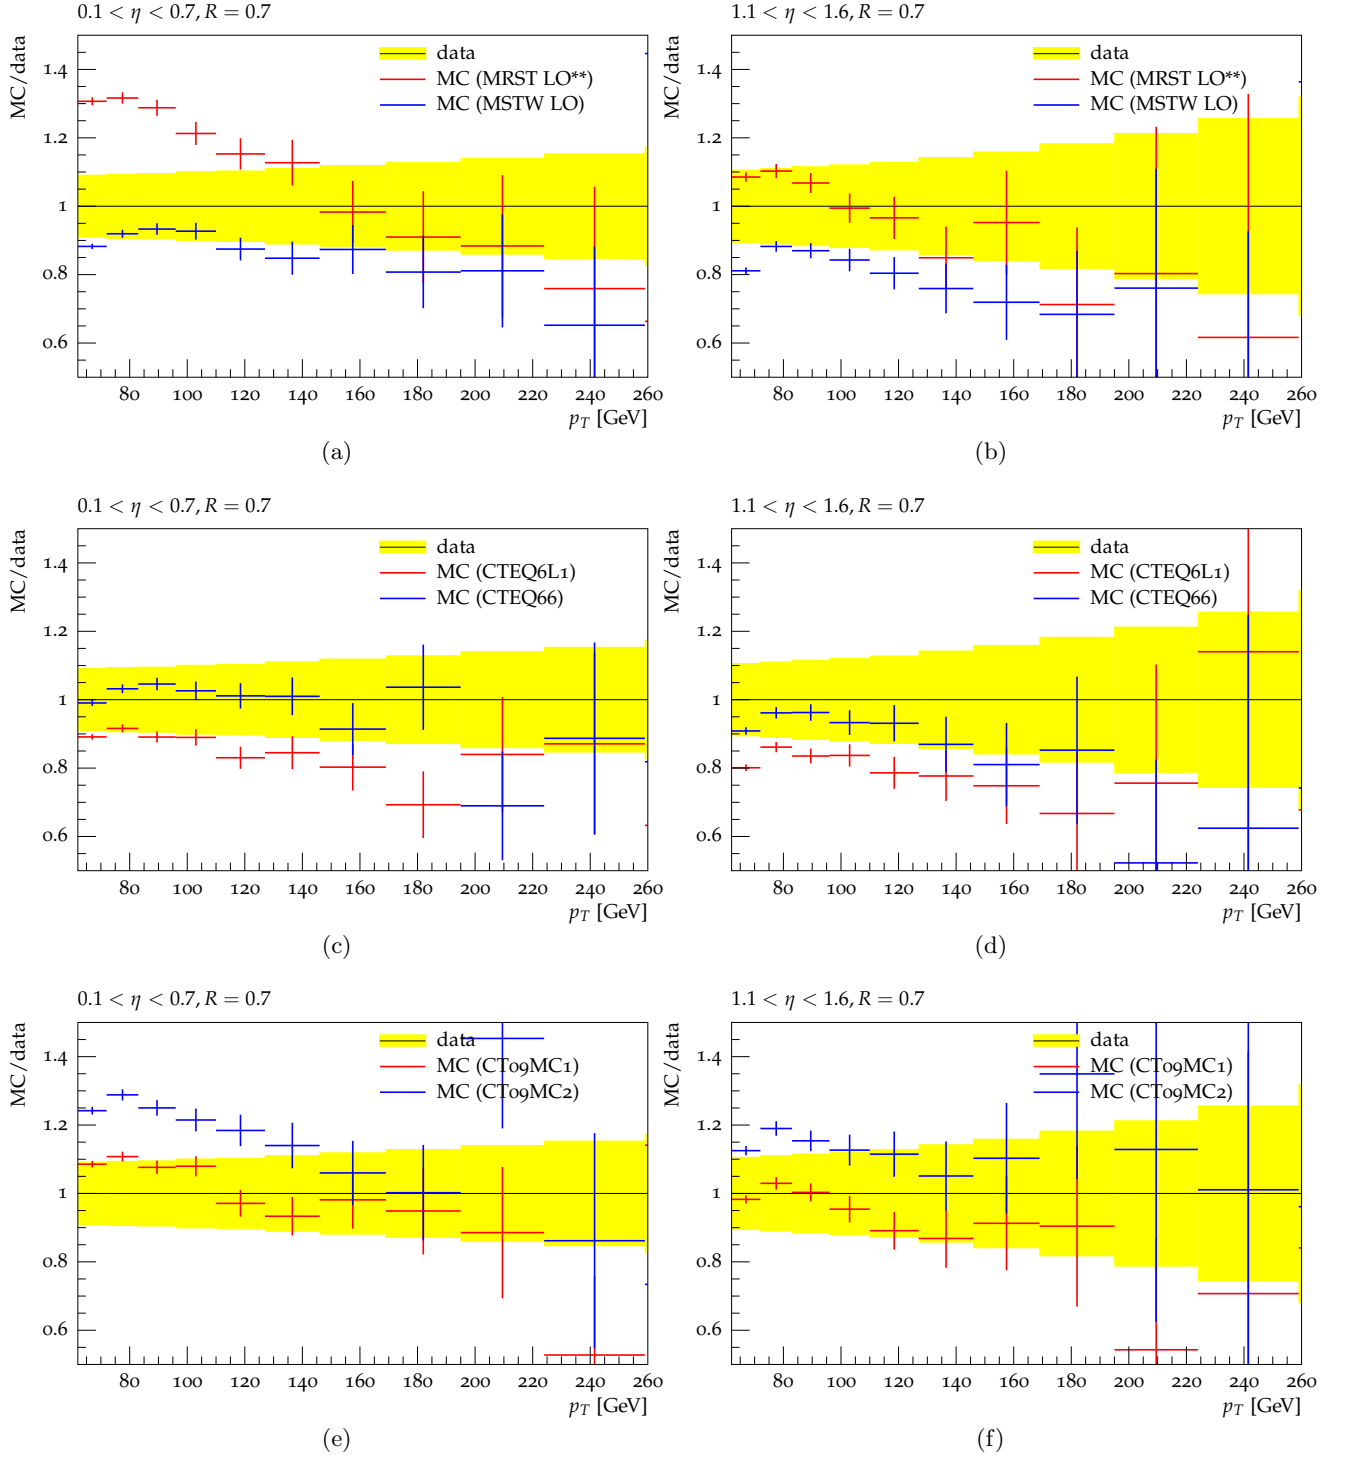 0.1 < η < 0.7, R = 0.7
MC/data
data
MC (MRST LO**)
MC (MSTW LO)
1.4
1.2
1
0.8
0.6
80 100 120 140 160 180 200 220 240 260
p_T [GeV]
(a)
1.1 < η < 1.6, R = 0.7
MC/data
data
MC (MRST LO**)
MC (MSTW LO)
1.4
1.2
1
0.8
0.6
80 100 120 140 160 180 200 220 240 260
p_T [GeV]
(b)
0.1 < η < 0.7, R = 0.7
MC/data
data
MC (CTEQ6L1)
MC (CTEQ66)
1.4
1.2
1
0.8
0.6
80 100 120 140 160 180 200 220 240 260
p_T [GeV]
(c)
1.1 < η < 1.6, R = 0.7
MC/data
data
MC (CTEQ6L1)
MC (CTEQ66)
1.4
1.2
1
0.8
0.6
80 100 120 140 160 180 200 220 240 260
p_T [GeV]
(d)
0.1 < η < 0.7, R = 0.7
MC/data
data
MC (CT09MC1)
MC (CT09MC2)
1.4
1.2
1
0.8
0.6
80 100 120 140 160 180 200 220 240 260
p_T [GeV]
(e)
1.1 < η < 1.6, R = 0.7
MC/data
data
MC (CT09MC1)
MC (CT09MC2)
1.4
1.2
1
0.8
0.6
80 100 120 140 160 180 200 220 240 260
p_T [GeV]
(f)